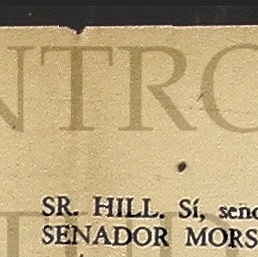 NTRO
SR. HILL. Sí, seño
SENADOR MORS